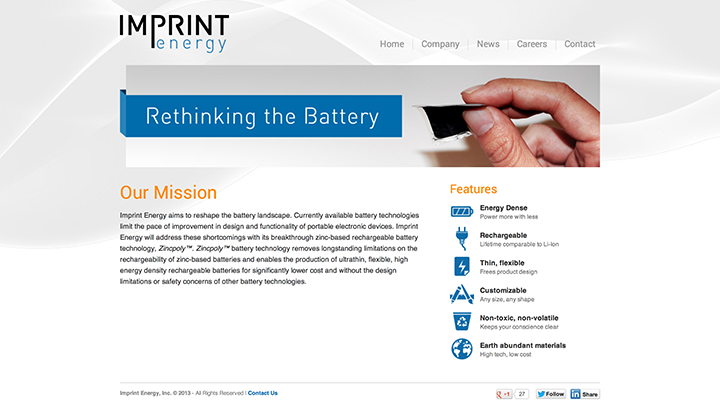 IMPRINT
energy
Home
Company
News
Careers
Contact
Rethinking the Battery
Our Mission
Imprint Energy aims to reshape the battery landscape. Currently available battery technologies
limit the pace of improvement in design and functionality of portable electronic devices. Imprint
Energy will address these shortcomings with its breakthrough zinc-based rechargeable battery
technology, Zincpoly™. Zincpoly™ battery technology removes longstanding limitations on the
rechargeability of zinc-based batteries and enables the production of ultrathin, flexible, high
energy density rechargeable batteries for significantly lower cost and without the design
limitations or safety concerns of other battery technologies.
Features
Energy Dense
Power more with less
Rechargeable
Lifetime comparable to Li-Ion
Thin, flexible
Frees product design
Customizable
Any size, any shape
Non-toxic, non-volatile
Keeps your conscience clear
Earth abundant materials
High tech, low cost
Imprint Energy, Inc. © 2013 - All Rights Reserved | Contact Us
g +1
27
Follow
in Share